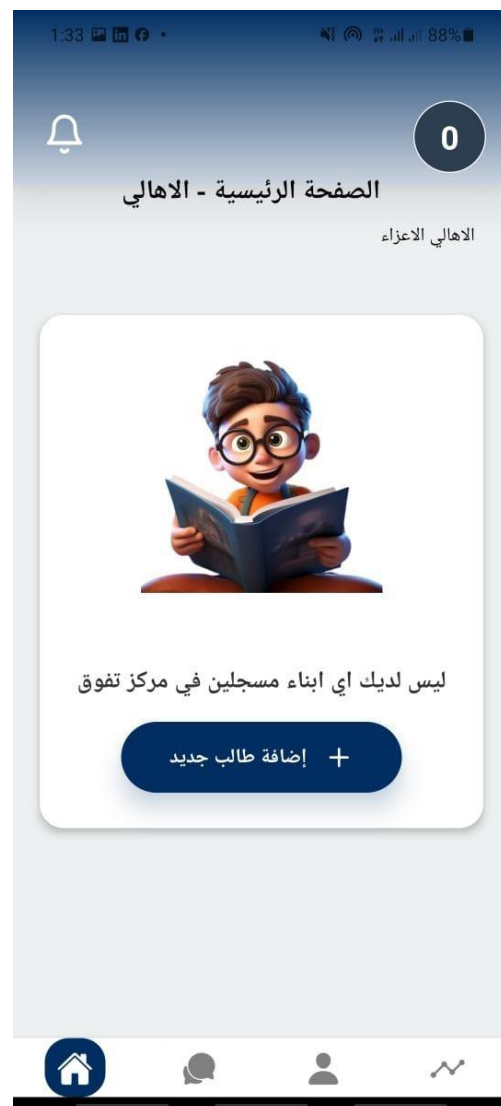 1:33
88%
0
الصفحة الرئيسية - الاهالي
الاهالي الاعزاء
ليس لديك اي ابناء مسجلين في مركز تفوق
+ إضافة طالب جديد